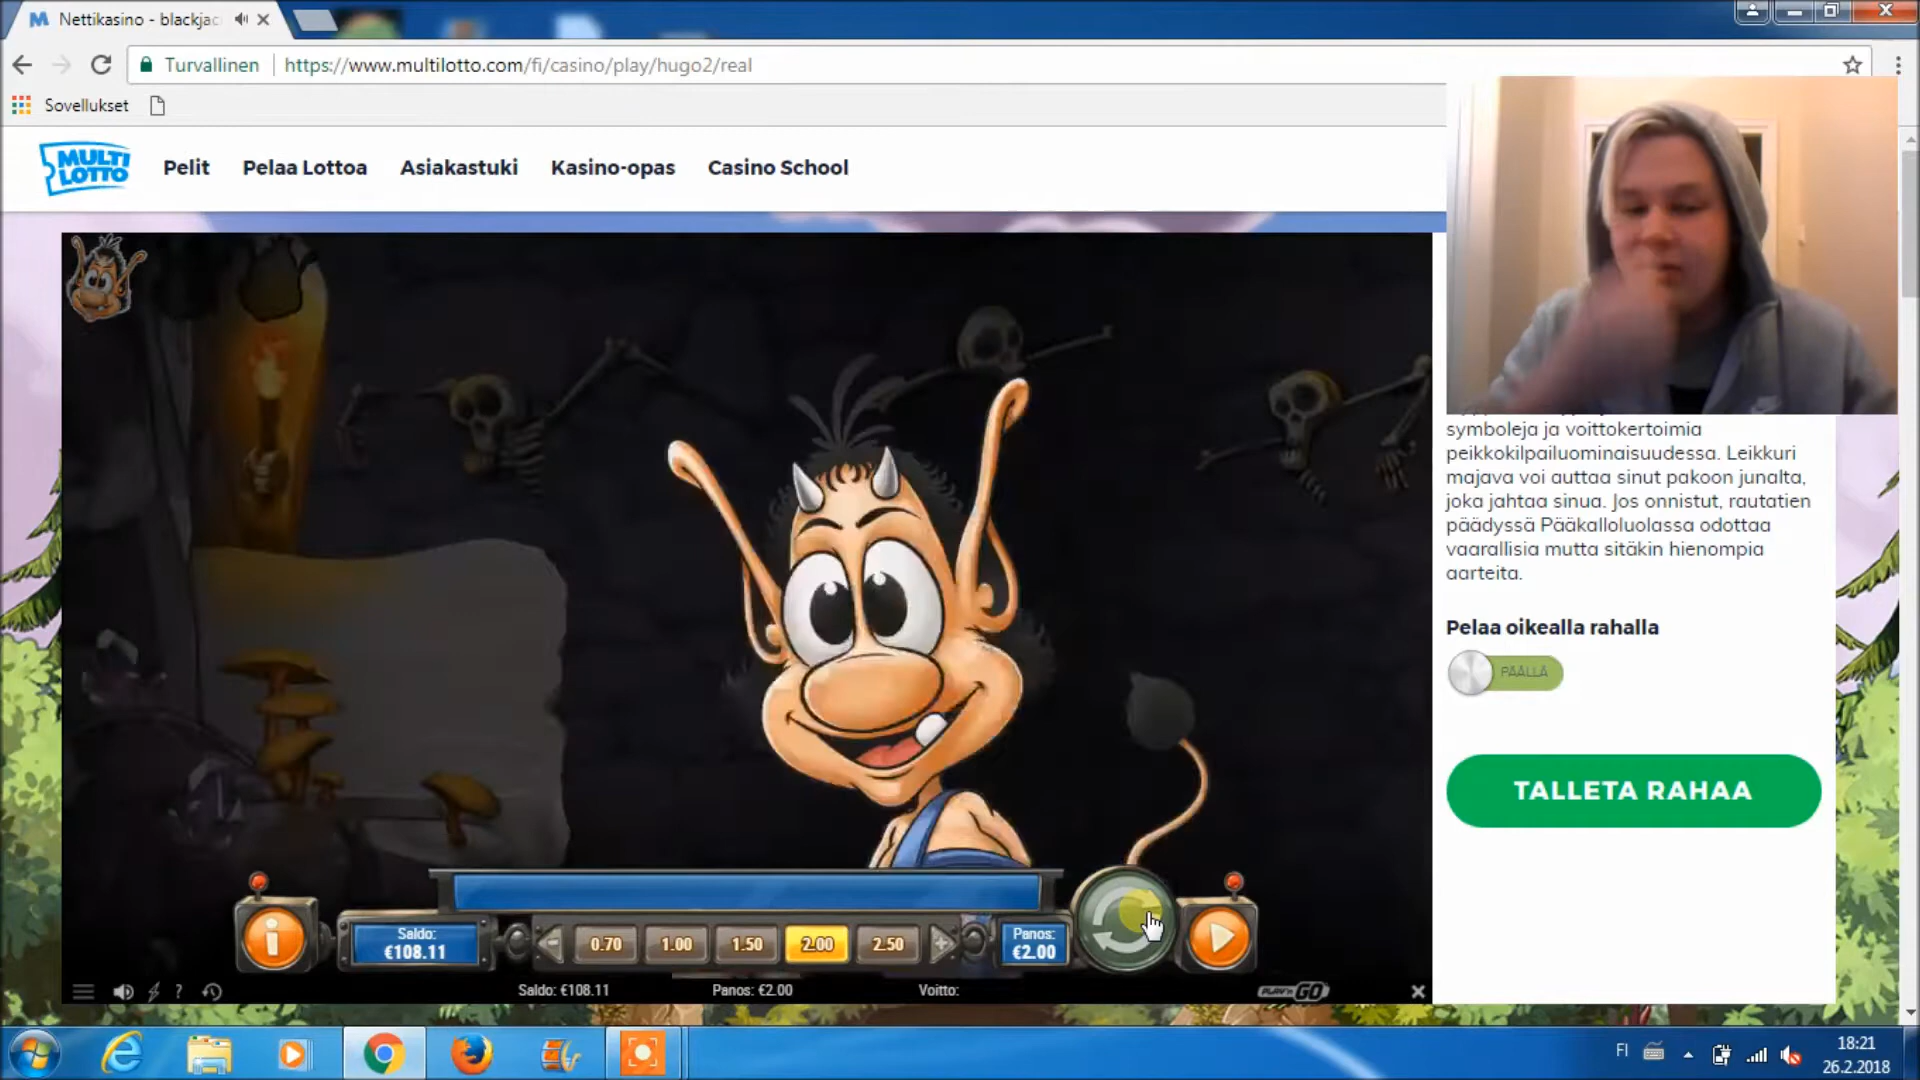 Nettikasino - blackjac
Turvallinen
https://www.multilotto.com/fi/casino/play/hugo2/real
Sovellukset
MULTI
LOTTO
Pelit
Pelaa Lottoa
Asiakastuki
Kasino-opas
Casino School
symboleja ja voittokertoimia
peikkokilpailuominaisuudessa. Leikkuri
majava voi auttaa sinut pakoon junalta,
joka jahtaa sinua. Jos onnistut, rautatien
päädyssä Pääkalloluolassa odottaa
vaarallisia mutta sitäkin hienompia
aarteita.
Pelaa oikealla rahalla
PÄÄLLÄ
TALLETA RAHAA
Saldo:
€108.11
0.70
1.00
1.50
2.00
2.50
Panos:
€2.00
Saldo: €108.11
Panos: €2.00
Voitto:
PLAY'n GO
FI
18:21
26.2.2018